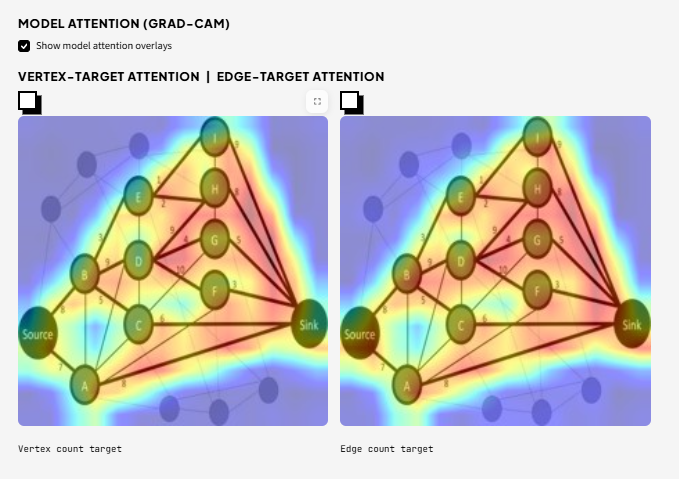 MODEL ATTENTION (GRAD-CAM)
Show model attention overlays
VERTEX-TARGET ATTENTION | EDGE-TARGET ATTENTION
I
9
E
1
2
H
8
3
9
4
G
5
B
9
D
10
F
3
5
8
C
6
Source
Sink
7
A
8
I
9
E
1
2
H
8
3
9
4
G
5
B
9
D
10
F
3
5
8
C
6
Source
Sink
7
A
8
Vertex count target
Edge count target